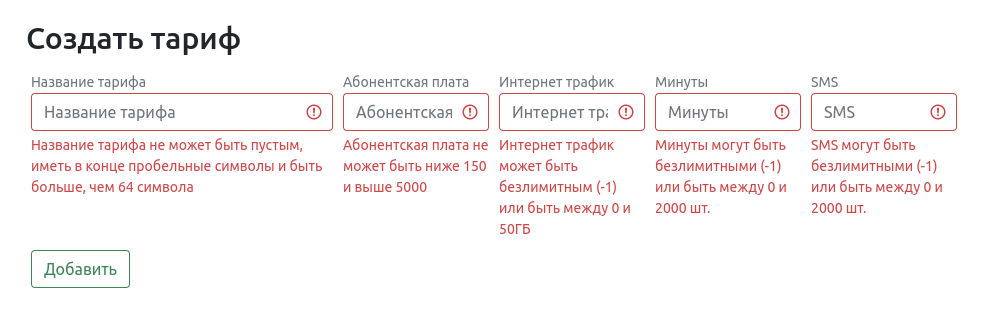 Создать тариф
Название тарифа
Абонентская плата
Интернет трафик
Минуты
SMS
Название тарифа
Абонентская
Интернет тра
Минуты
SMS
Название тарифа не может быть пустым,
иметь в конце пробельные символы и быть
больше, чем 64 символа
Абонентская плата не
может быть ниже 150
и выше 5000
Интернет трафик
может быть
безлимитным (-1)
или быть между 0 и
50ГБ
Минуты могут быть
безлимитными (-1)
или быть между 0 и
2000 шт.
SMS могут быть
безлимитными (-1)
или быть между 0 и
2000 шт.
Добавить